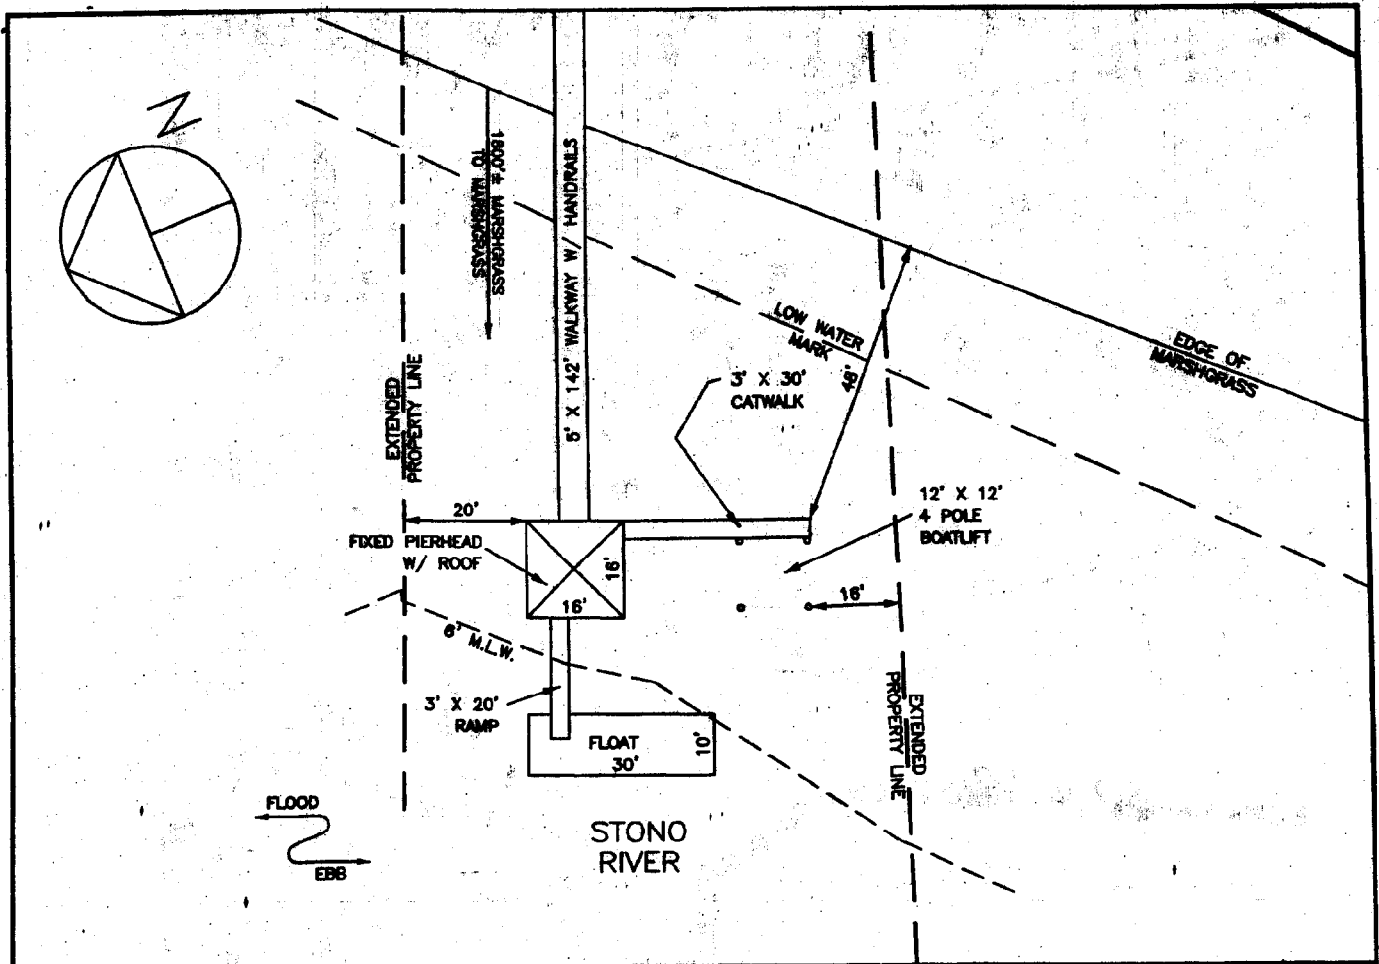 N
1800'± MARSHGRASS
TO MARSHGRASS
5' X 142' WALKWAY W/ HANDRAILS
LOW WATER
MARK
EDGE OF
MARSHGRASS
48'
3' X 30'
CATWALK
EXTENDED
PROPERTY LINE
20'
12' X 12'
4 POLE
BOATLIFT
FIXED PIERHEAD
W/ ROOF
16'
16'
16'
6' M.L.W.
3' X 20'
RAMP
FLOAT
30'
10'
EXTENDED
PROPERTY LINE
FLOOD
EBB
STONO
RIVER